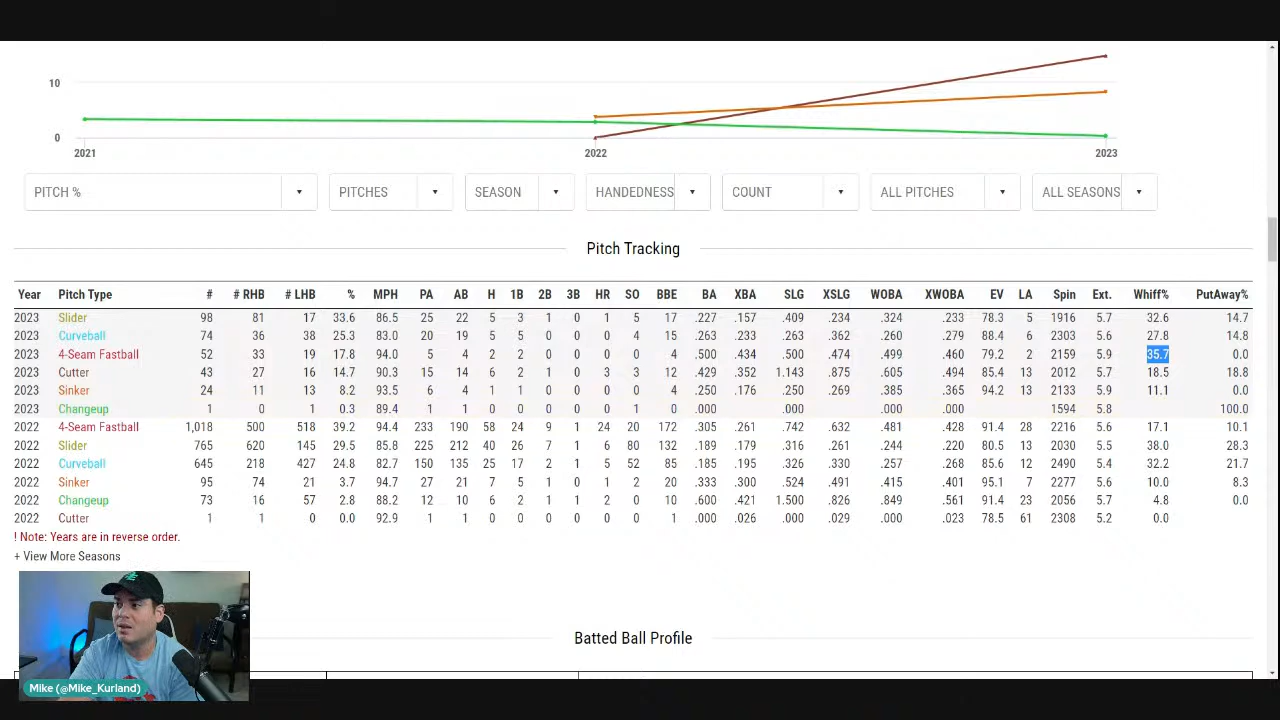 10
0
2021 2022 2023
PITCH % PITCHES SEASON HANDEDNESS COUNT ALL PITCHES ALL SEASONS
Pitch Tracking
Year Pitch Type # # RHB # LHB % MPH PA AB H 1B 2B 3B HR SO BBE BA XBA SLG XSLG WOBA XWOBA EV LA Spin Ext. Whiff% PutAway%
2023 Slider 98 81 17 33.6 86.5 25 22 5 3 1 0 1 5 17 .227 .157 .409 .234 .324 .233 78.3 5 1916 5.7 32.6 14.7
2023 Curveball 74 36 38 25.3 83.0 20 19 5 5 0 0 0 4 15 .263 .233 .263 .362 .260 .279 88.4 6 2303 5.6 27.8 14.8
2023 4-Seam Fastball 52 33 19 17.8 94.0 5 4 2 2 0 0 0 0 4 .500 .434 .500 .474 .499 .460 79.2 2 2159 5.9 35.7 0.0
2023 Cutter 43 27 16 14.7 90.3 15 14 6 2 1 0 3 3 12 .429 .352 1.143 .875 .605 .494 85.4 13 2012 5.7 18.5 18.8
2023 Sinker 24 11 13 8.2 93.5 6 4 1 1 0 0 0 0 4 .250 .176 .250 .269 .385 .365 94.2 13 2133 5.9 11.1 0.0
2023 Changeup 1 0 1 0.3 89.4 1 1 0 0 0 0 0 1 0 .000 .000 .000 1594 5.8 100.0
2022 4-Seam Fastball 1,018 500 518 39.2 94.4 233 190 58 24 9 1 24 20 172 .305 .261 .742 .632 .481 .428 91.4 28 2216 5.6 17.1 10.1
2022 Slider 765 620 145 29.5 85.8 225 212 40 26 7 1 6 80 132 .189 .179 .316 .261 .244 .220 80.5 13 2030 5.5 38.0 28.3
2022 Curveball 645 218 427 24.8 82.7 150 135 25 17 2 1 5 52 85 .185 .195 .326 .330 .257 .268 85.6 12 2490 5.4 32.2 21.7
2022 Sinker 95 74 21 3.7 94.7 27 21 7 5 1 0 1 2 20 .333 .300 .524 .491 .415 .401 95.1 7 2277 5.6 10.0 8.3
2022 Changeup 73 16 57 2.8 88.2 12 10 6 2 1 1 2 0 10 .600 .421 .826 .849 .561 91.4 23 2056 5.7 4.8 0.0
2022 Cutter 1 1 0 0.0 92.9 1 1 0 0 0 0 0 0 1 .000 .026 .000 .029 .000 .023 78.5 61 2308 5.2 0.0
! Note: Years are in reverse order.
+ View More Seasons
Batted Ball Profile
Mike (@Mike_Kurland)